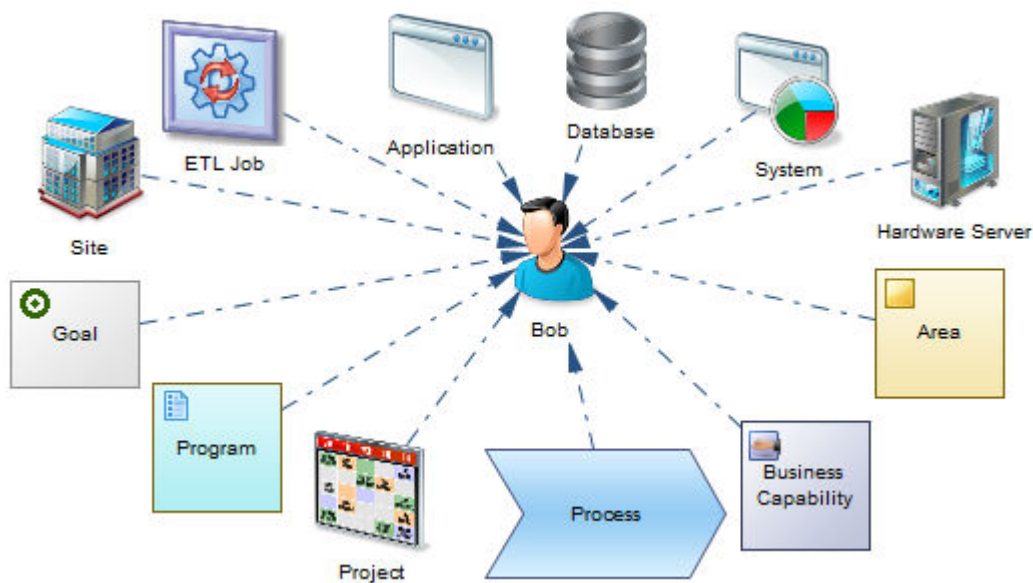 ETL Job
Application
Database
System
Site
Hardware Server
Goal
Bob
Area
Program
Project
Process
Business
Capability